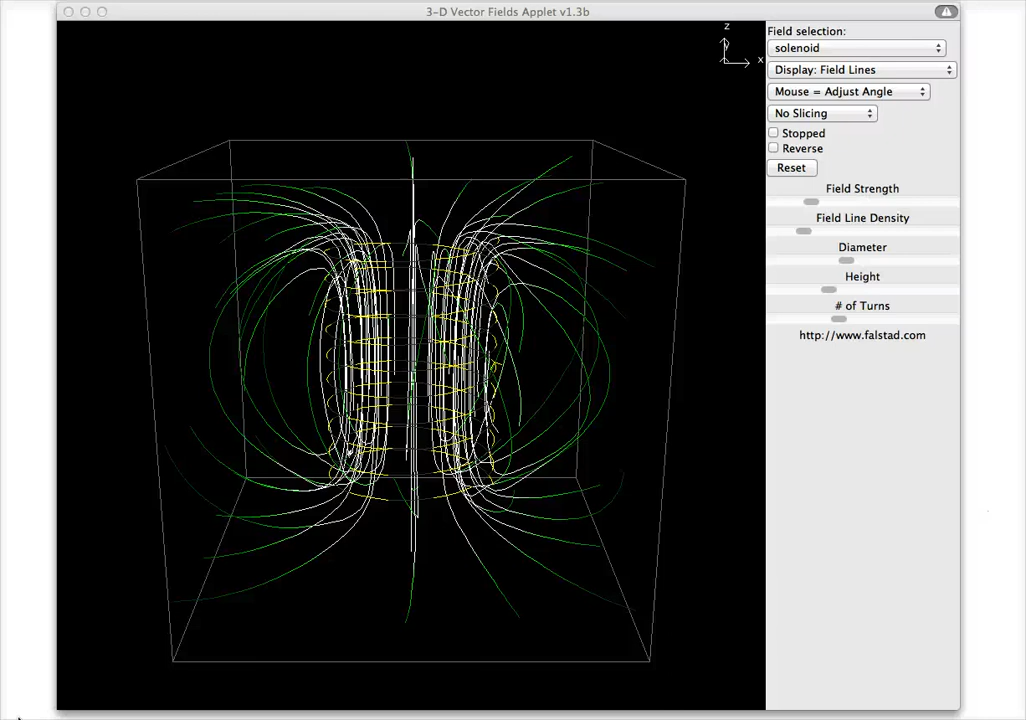 3-D Vector Fields Applet v1.3b
z
y
x
Field selection:
solenoid
Display: Field Lines
Mouse = Adjust Angle
No Slicing
Stopped
Reverse
Reset
Field Strength
Field Line Density
Diameter
Height
# of Turns
http://www.falstad.com